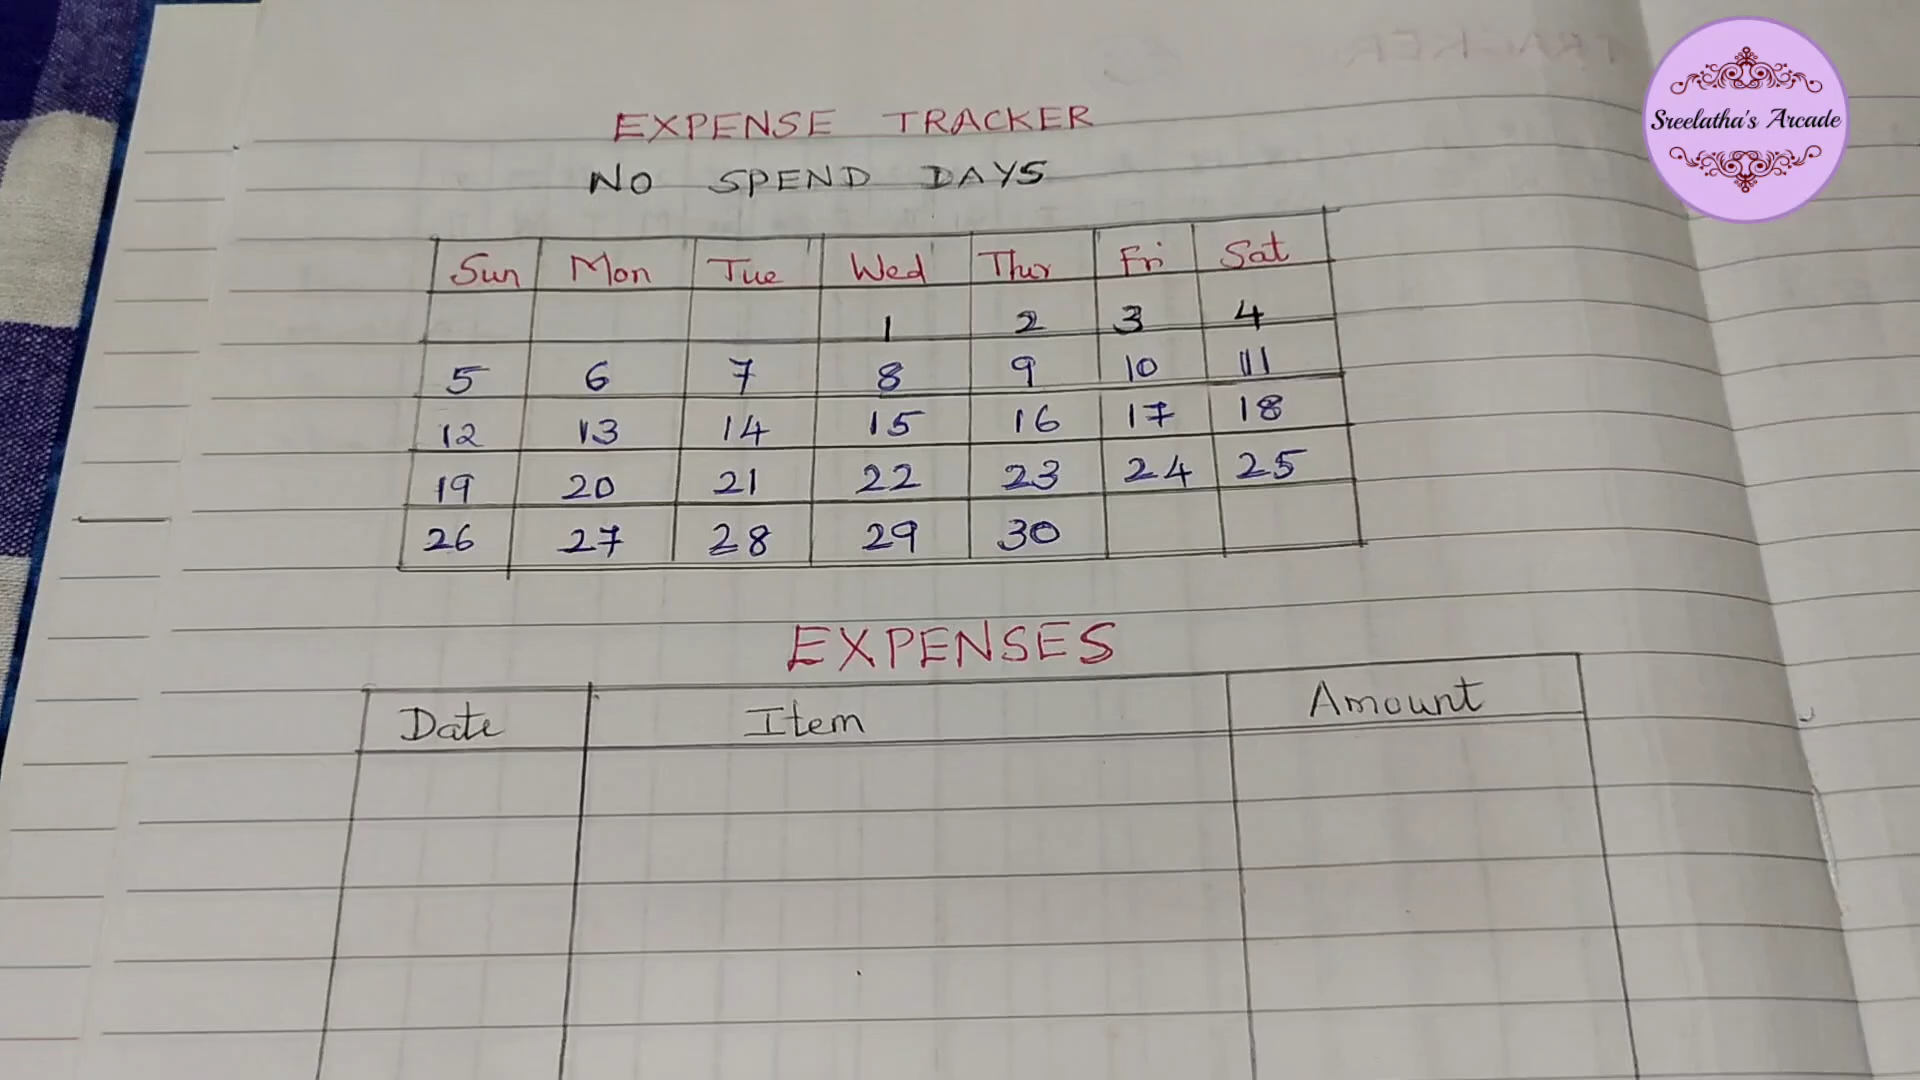 EXPENSE TRACKER
Sreelatha's Arcade
NO SPEND DAYS
Sun Mon Tue Wed Thur Fri Sat
1 2 3 4
5 6 7 8 9 10 11
12 13 14 15 16 17 18
19 20 21 22 23 24 25
26 27 28 29 30
EXPENSES
Date Item Amount